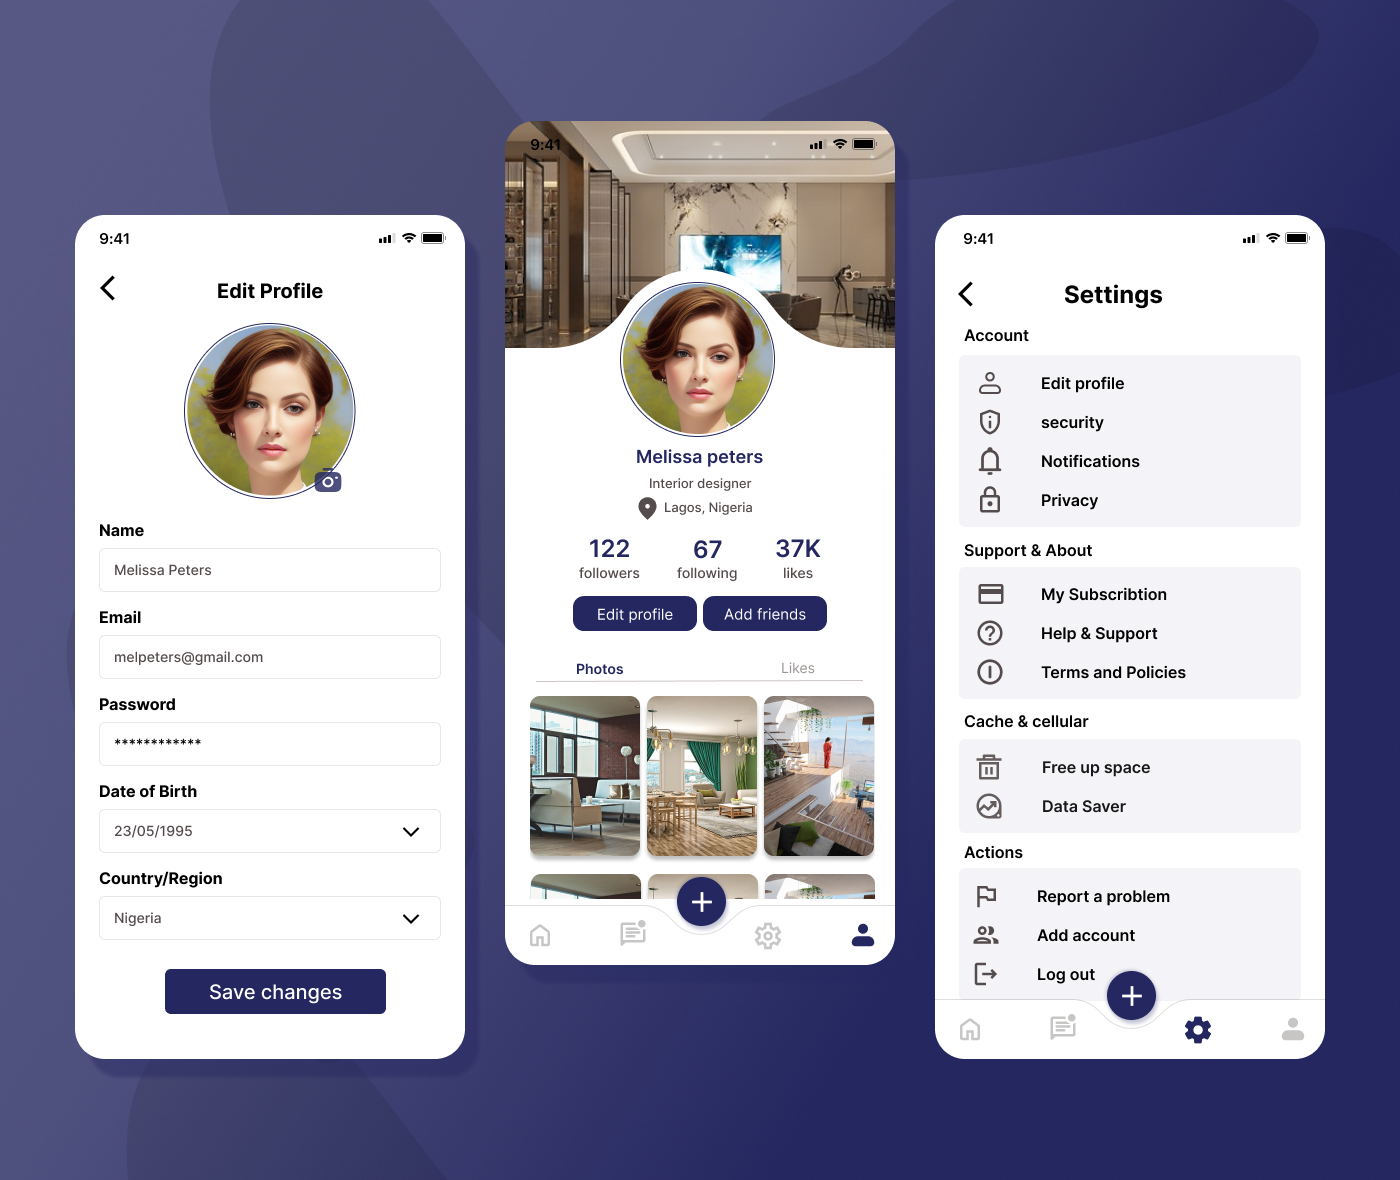 9:41
Edit Profile
Name
Melissa Peters
Email
melpeters@gmail.com
Password
************
Date of Birth
23/05/1995
Country/Region
Nigeria
Save changes
9:41
Melissa peters
Interior designer
Lagos, Nigeria
122 67 37K
followers following likes
Edit profile Add friends
Photos Likes
9:41
Settings
Account
Edit profile
security
Notifications
Privacy
Support & About
My Subscribtion
Help & Support
Terms and Policies
Cache & cellular
Free up space
Data Saver
Actions
Report a problem
Add account
Log out